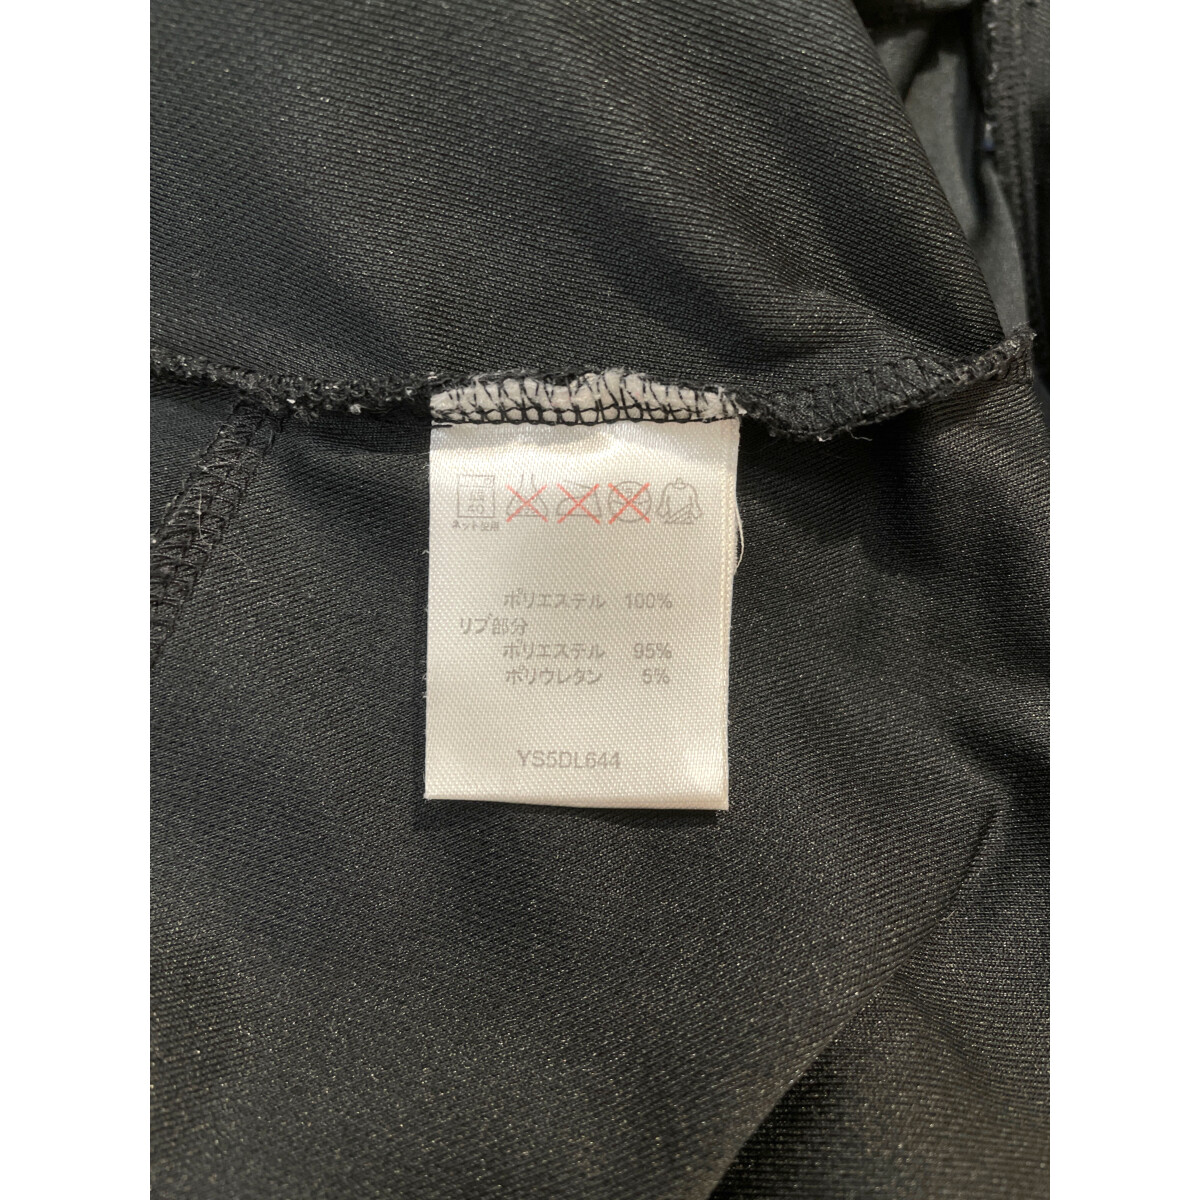 40
ネット使用
ポリエステル 100%
リブ部分
ポリエステル 95%
ポリウレタン 5%
YS5DL644